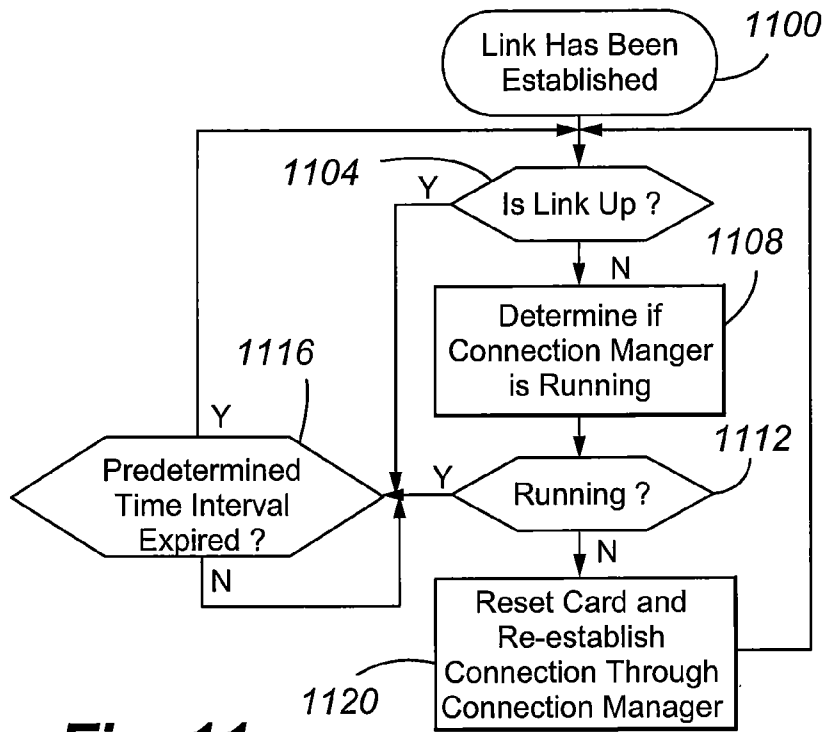 Link Has Been
Established
1100
1104
Y
Is Link Up ?
N
1108
Determine if
Connection Manger
is Running
1116
Y
Predetermined
Time Interval
Expired ?
N
Y
Running ?
1112
N
Reset Card and
Re-establish
Connection Through
Connection Manager
1120